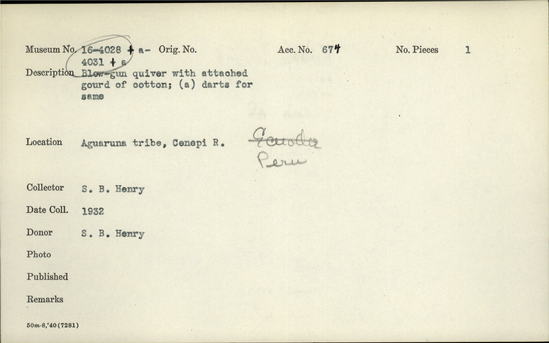 Museum No. 16-4028 + a- Orig. No. Acc. No. 674 No. Pieces 1
4031 + a
Description Blow-gun quiver with attached
gourd of cotton; (a) darts for
same
Location Aguaruna tribe, Cenepi R. Ecuador
Peru
Collector S. B. Henry
Date Coll. 1932
Donor S. B. Henry
Photo
Published
Remarks
50m-8,'40(7281)